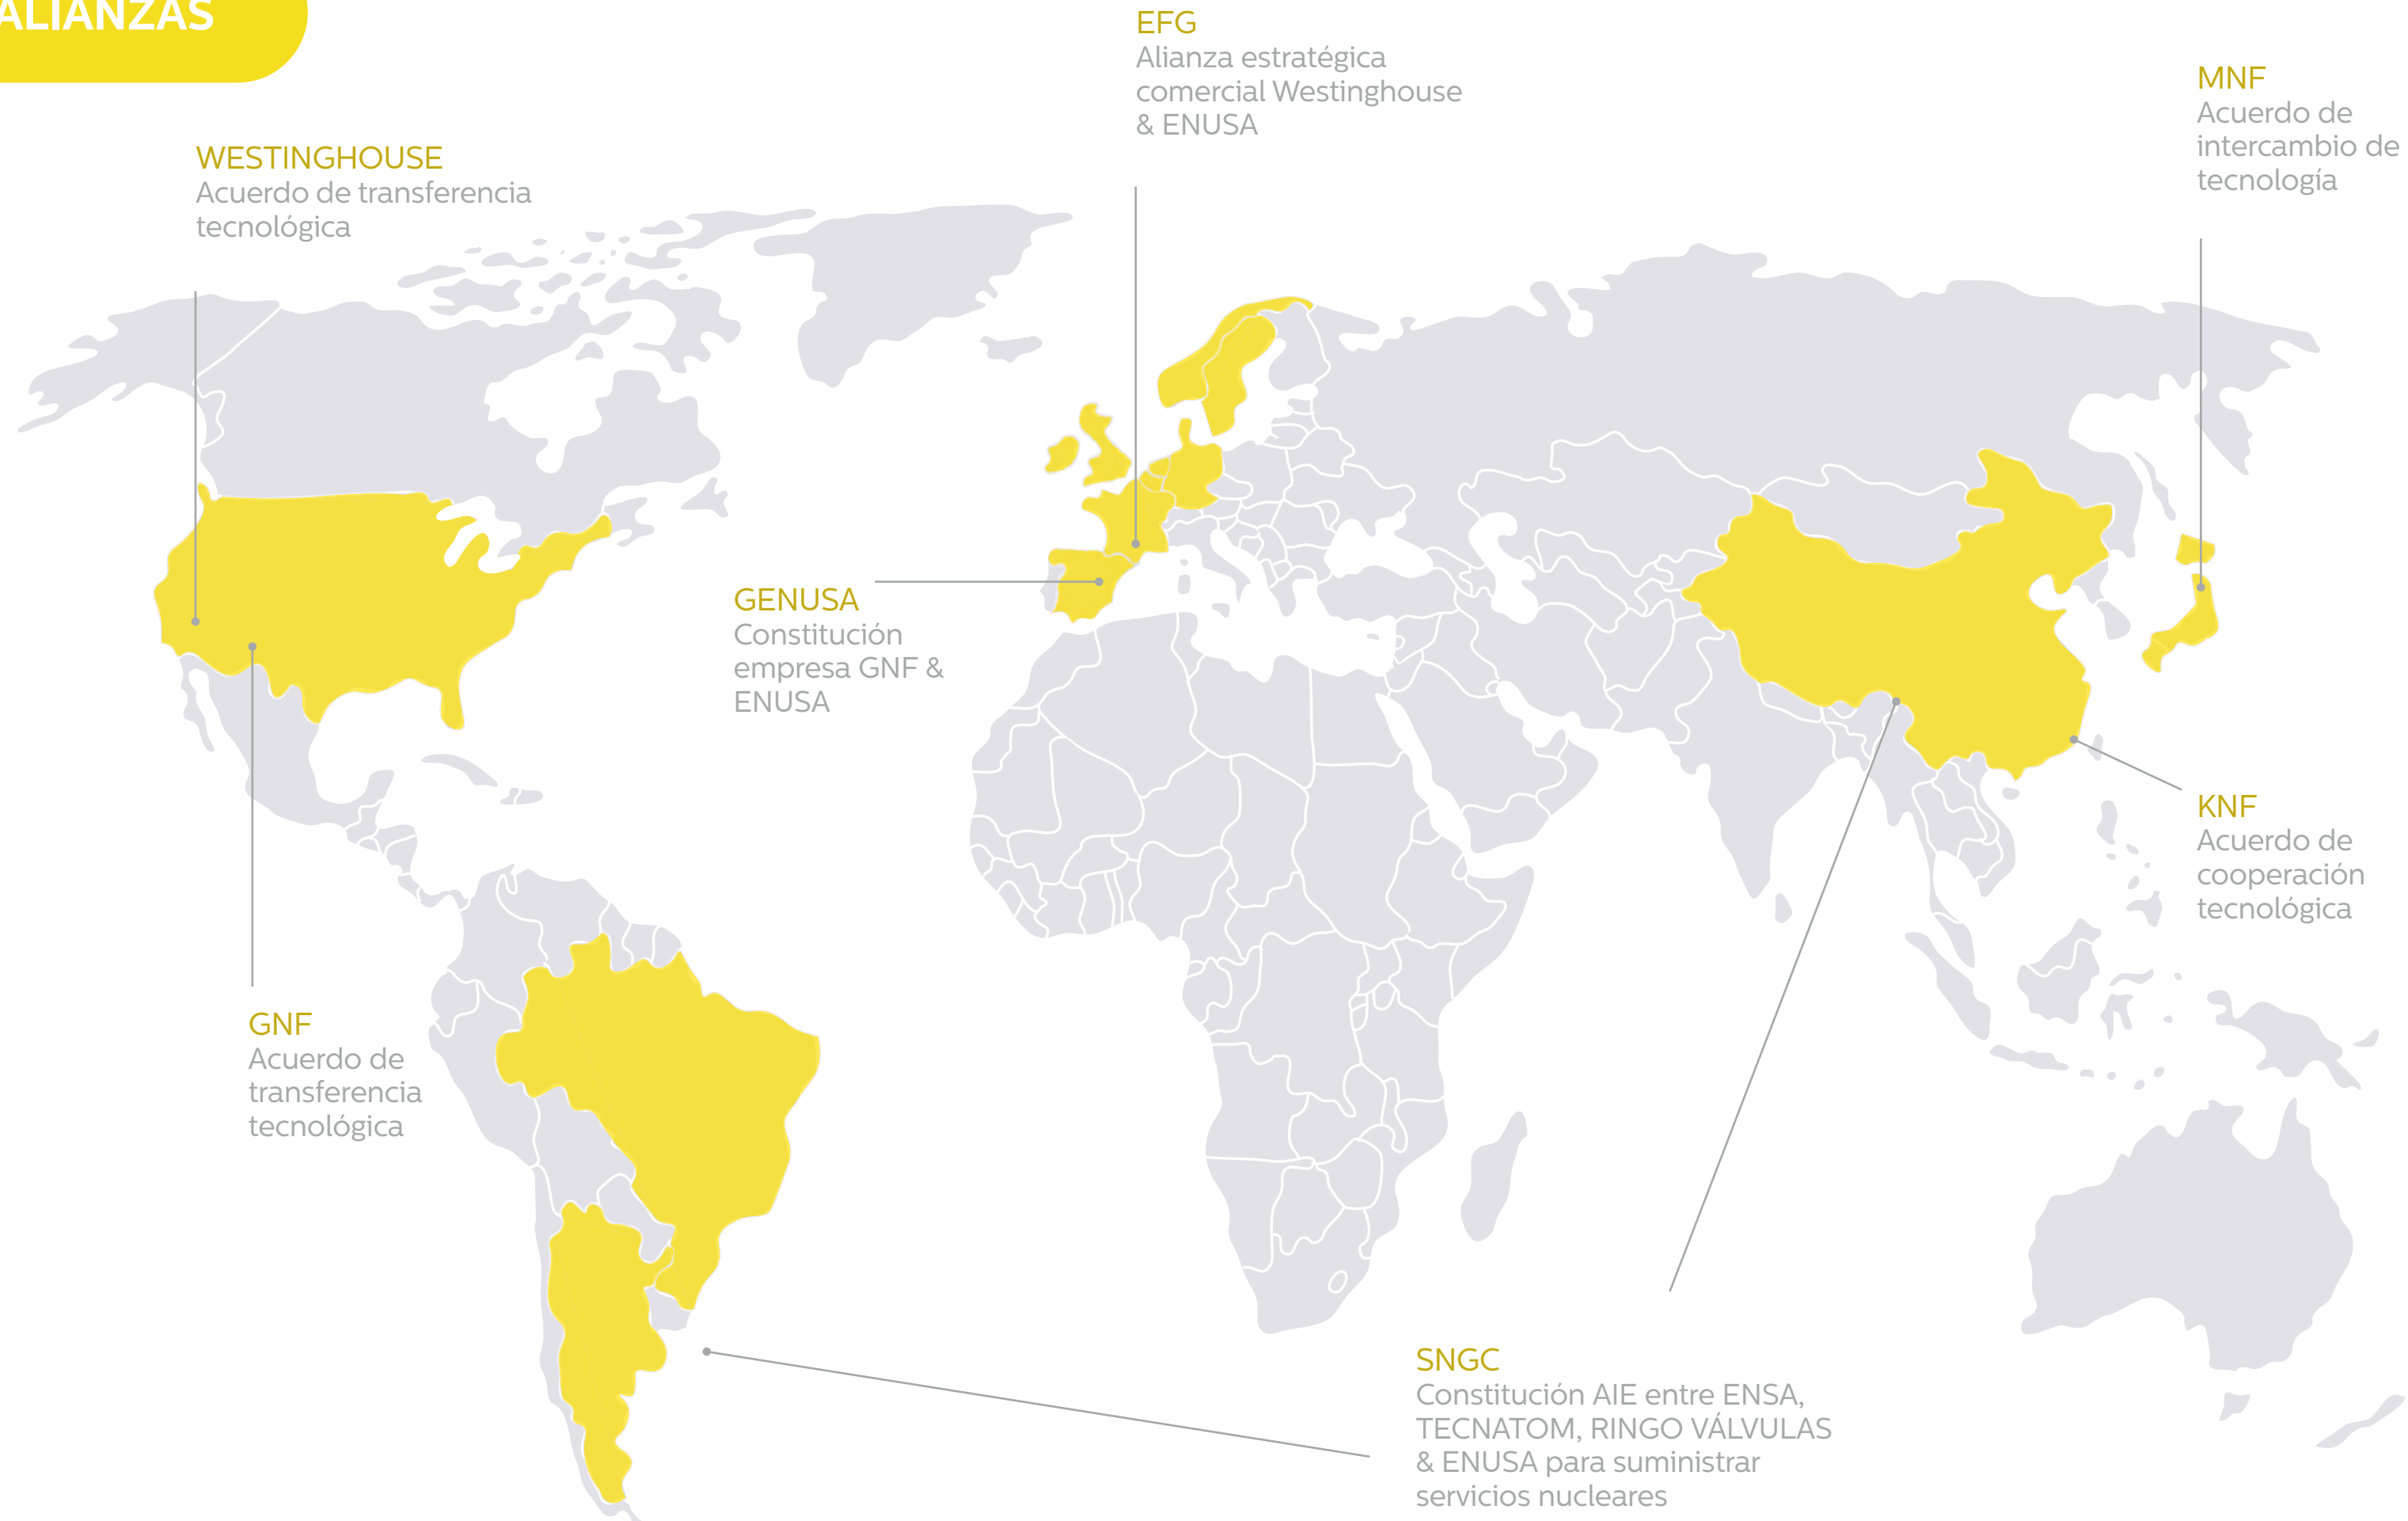 ALIANZAS
EFG
Alianza estratégica
comercial Westinghouse
& ENUSA
MNF
Acuerdo de
intercambio de
tecnología
WESTINGHOUSE
Acuerdo de transferencia
tecnológica
GENUSA
Constitución
empresa GNF &
ENUSA
KNF
Acuerdo de
cooperación
tecnológica
GNF
Acuerdo de
transferencia
tecnológica
SNGC
Constitución AIE entre ENSA,
TECNATOM, RINGO VÁLVULAS
& ENUSA para suministrar
servicios nucleares